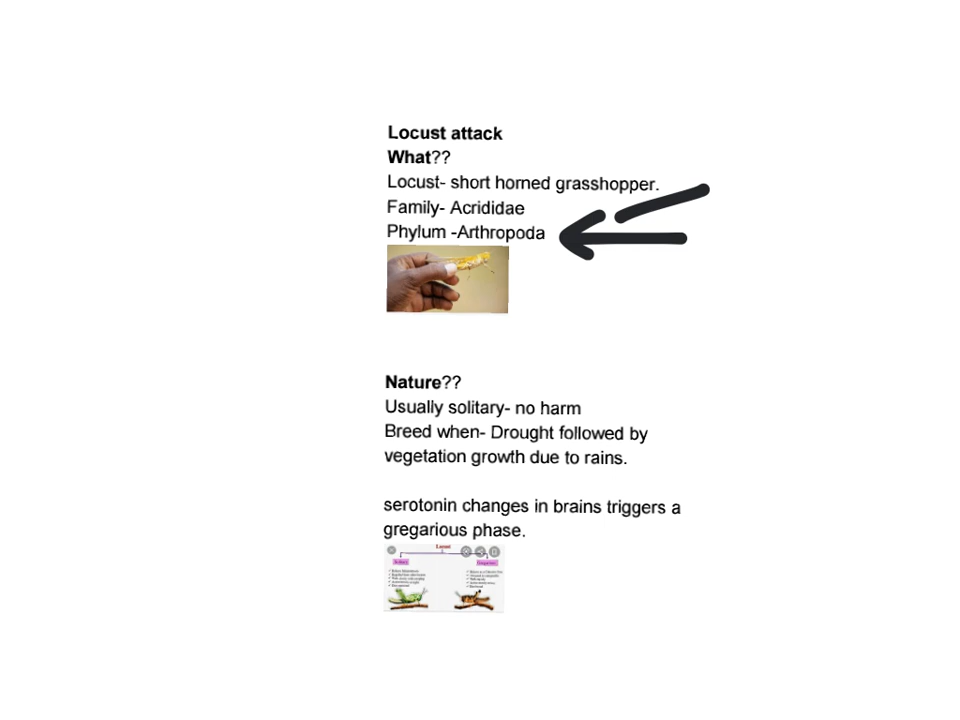 Locust attack
What??
Locust- short horned grasshopper.
Family- Acrididae
Phylum -Arthropoda
Nature??
Usually solitary- no harm
Breed when- Drought followed by
vegetation growth due to rains.
serotonin changes in brains triggers a
gregarious phase.
Locust